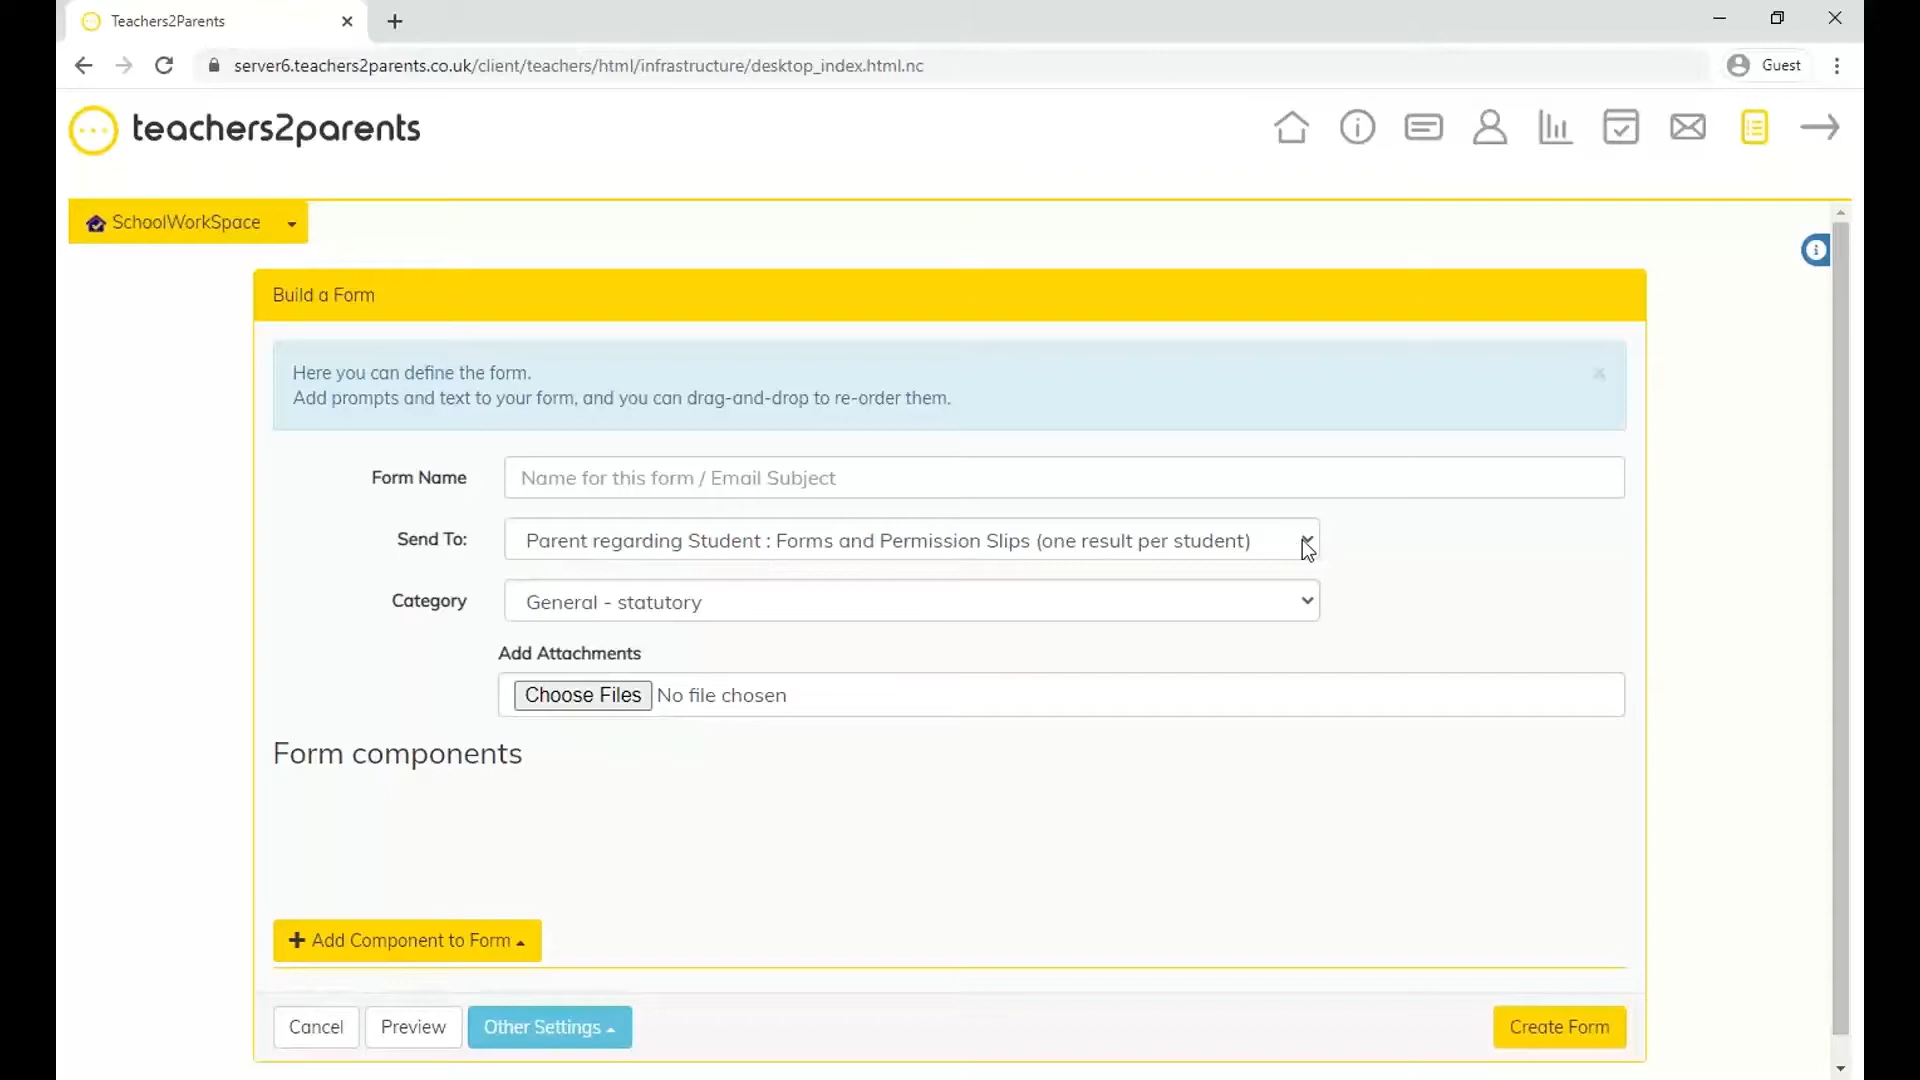 Teachers2Parents
server6.teachers2parents.co.uk/client/teachers/html/infrastructure/desktop_index.html.nc
Guest
teachers2parents
SchoolWorkSpace
Build a Form
Here you can define the form.
Add prompts and text to your form, and you can drag-and-drop to re-order them.
Form Name
Name for this form / Email Subject
Send To:
Parent regarding Student : Forms and Permission Slips (one result per student)
Category
General - statutory
Add Attachments
Choose Files No file chosen
Form components
Add Component to Form
Cancel
Preview
Other Settings
Create Form